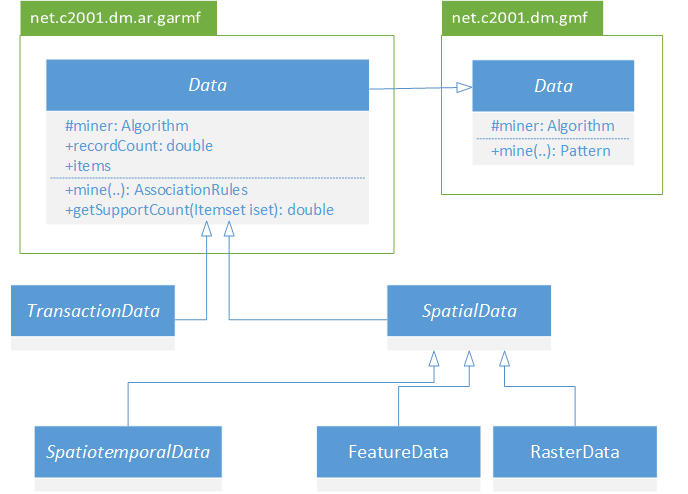 net.c2001.dm.ar.garmf
net.c2001.dm.gmf
Data
Data
#miner: Algorithm
+recordCount: double
+items
+mine(..): AssociationRules
+getSupportCount(Itemset iset): double
#miner: Algorithm
+mine(..): Pattern
TransactionData
SpatialData
SpatiotemporalData
FeatureData
RasterData